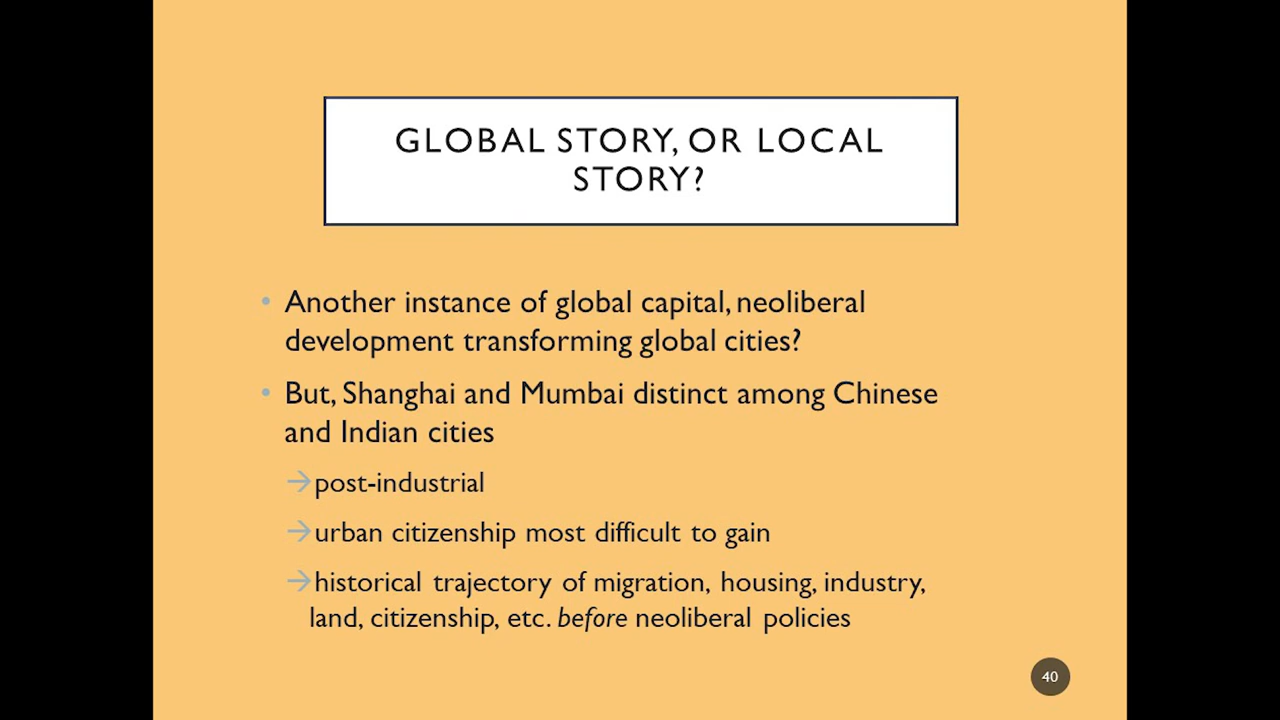 GLOBAL STORY, OR LOCAL
STORY?
• Another instance of global capital, neoliberal
development transforming global cities?
• But, Shanghai and Mumbai distinct among Chinese
and Indian cities
→post-industrial
→urban citizenship most difficult to gain
→historical trajectory of migration, housing, industry,
land, citizenship, etc. before neoliberal policies
40